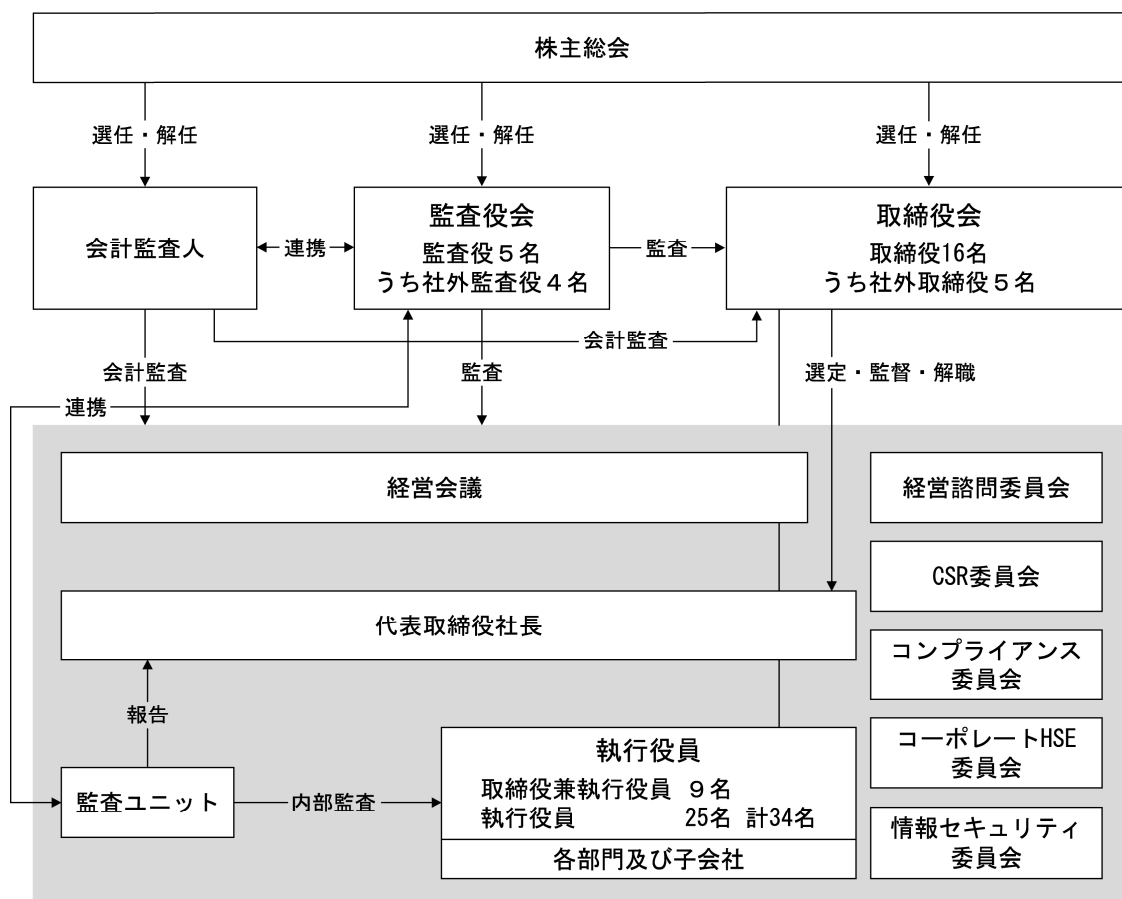 株主総会
選任・解任
選任・解任
選任・解任
会計監査人
連携
監査役会
監査役５名
うち社外監査役４名
監査
取締役会
取締役16名
うち社外取締役５名
会計監査
会計監査
監査
選定・監督・解職
連携
経営会議
経営諮問委員会
CSR委員会
代表取締役社長
コンプライアンス
委員会
報告
執行役員
取締役兼執行役員 ９名
執行役員 25名 計34名
コーポレートHSE
委員会
監査ユニット
内部監査
各部門及び子会社
情報セキュリティ
委員会